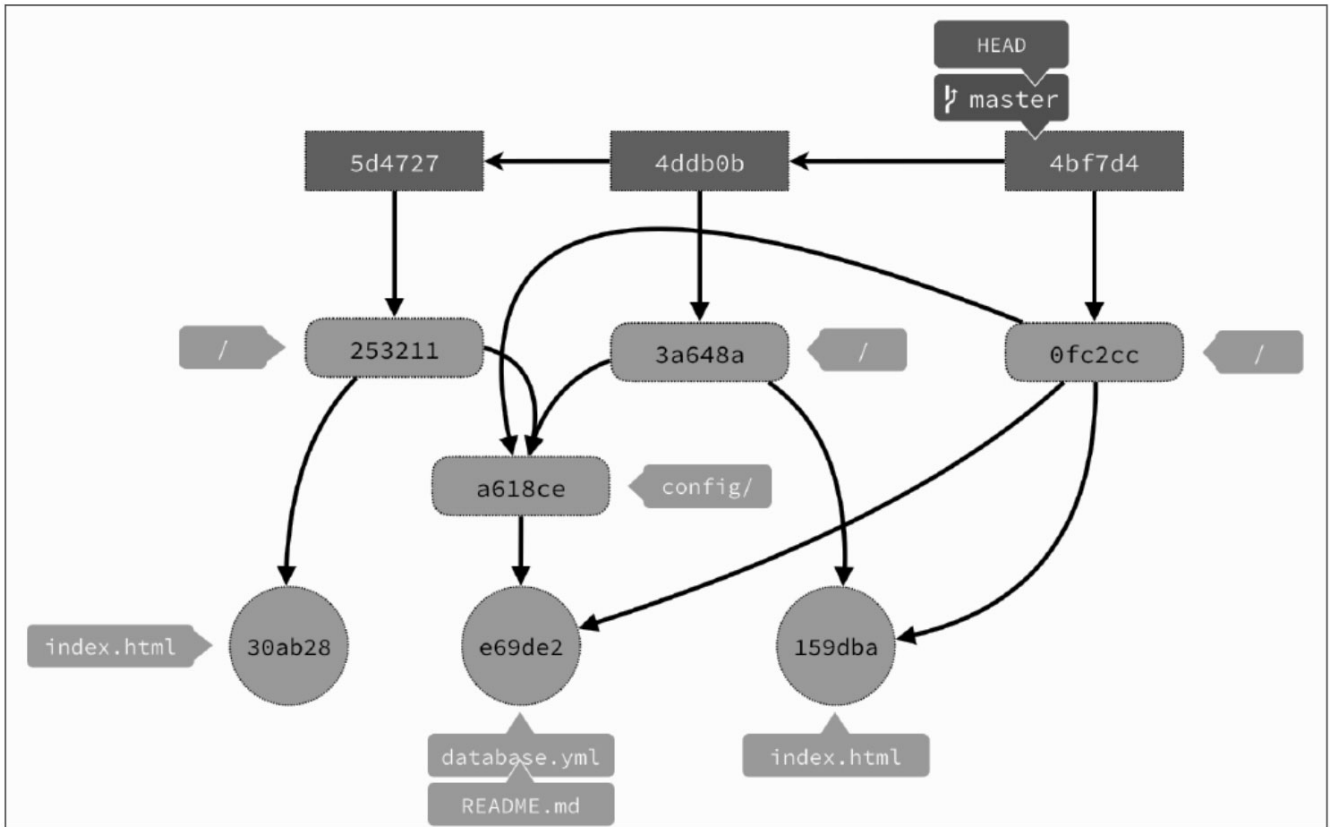 HEAD
master
5d4727
4ddb0b
4bf7d4
/
253211
3a648a
/
0fc2cc
/
a618ce
config/
index.html
30ab28
e69de2
159dba
database.yml
index.html
README.md